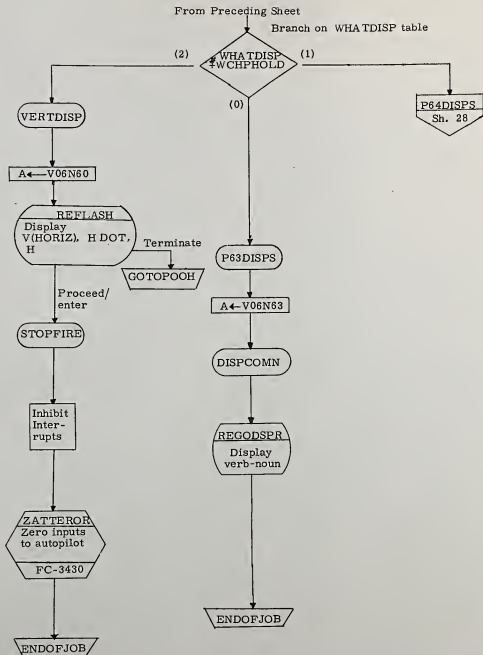 From Preceding Sheet
Branch on WHATDISP table
WHATDISP
+WCHPHOLD
(2)
(1)
(0)
VERTDISP
P64DISPS
Sh. 28
A←V06N60
REFLASH
Display
V(HORIZ), H DOT,
H
Terminate
GOTOPOOH
P63DISPS
Proceed/
enter
A←V06N63
STOPFIRE
DISPCOMN
Inhibit
Inter-
rupts
REGODSPR
Display
verb-noun
ZATTEROR
Zero inputs
to autopilot
FC-3430
ENDOFJOB
ENDOFJOB